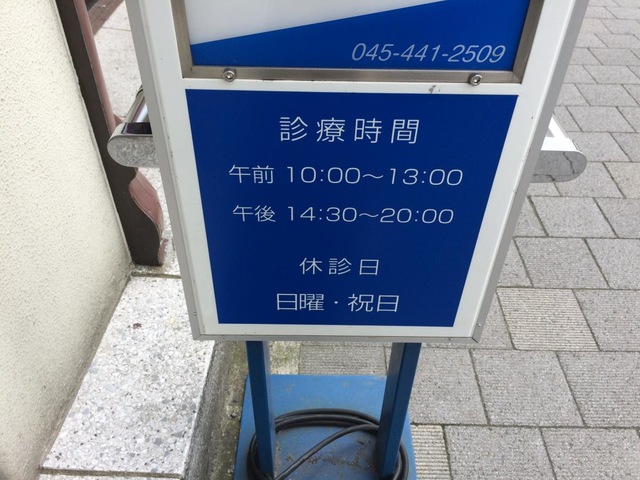 045-441-2509
診療時間
午前 10:00～13:00
午後 14:30～20:00
休診日
日曜・祝日